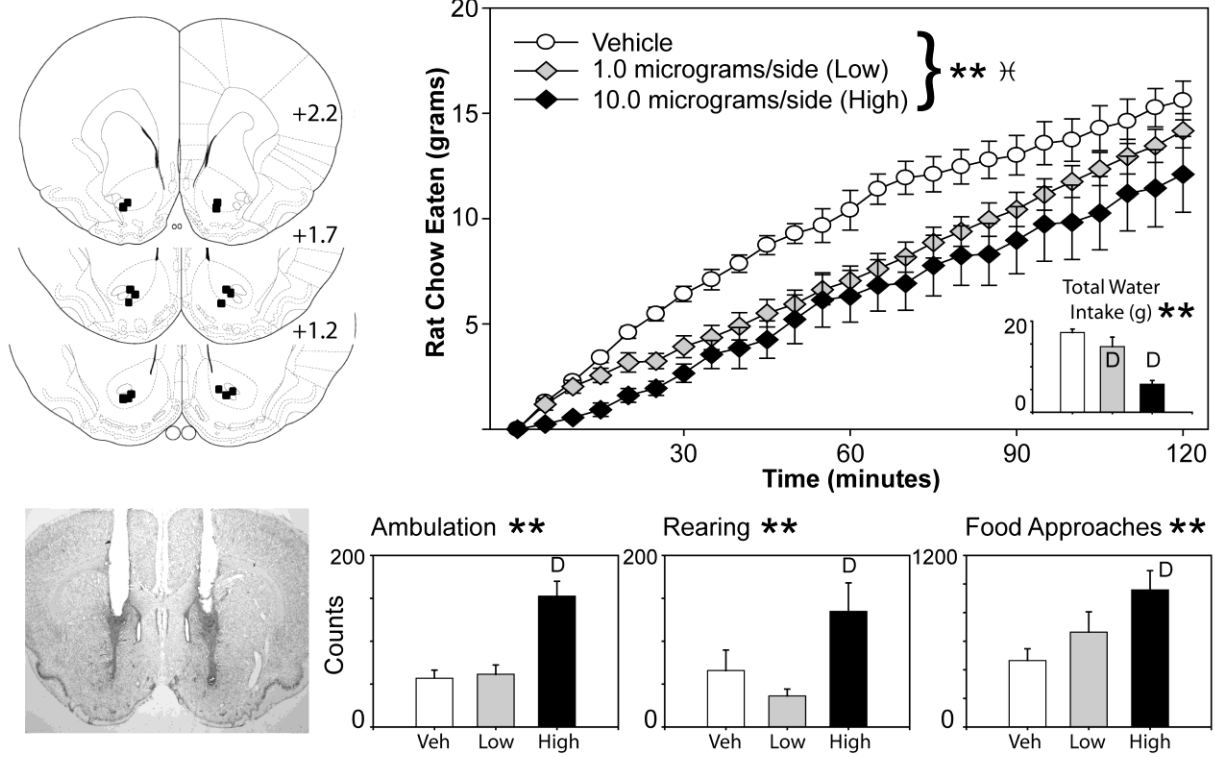 +2.2
+1.7
+1.2
20
15
10
5
Rat Chow Eaten (grams)
Vehicle
1.0 micrograms/side (Low)
10.0 micrograms/side (High)
** ♓
Total Water
Intake (g) **
20
0
D
D
30
60
90
120
Time (minutes)
Ambulation **
200
0
Counts
D
Veh
Low
High
Rearing **
200
0
D
Veh
Low
High
Food Approaches **
1200
0
D
Veh
Low
High